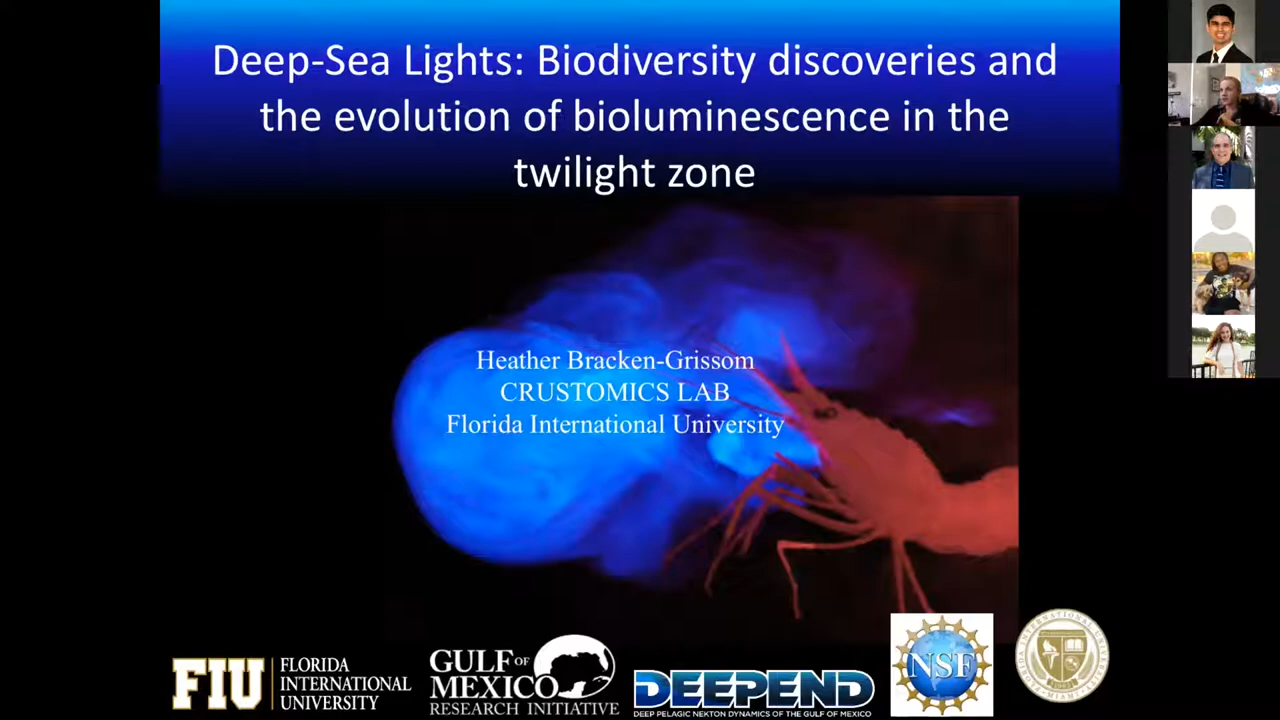 Deep-Sea Lights: Biodiversity discoveries and
the evolution of bioluminescence in the
twilight zone
Heather Bracken-Grissom
CRUSTOMICS LAB
Florida International University
FIU
FLORIDA
INTERNATIONAL
UNIVERSITY
GULF OF
MEXICO
RESEARCH INITIATIVE
DEEPEND
DEEP PELAGIC NEKTON DYNAMICS OF THE GULF OF MEXICO
NSF